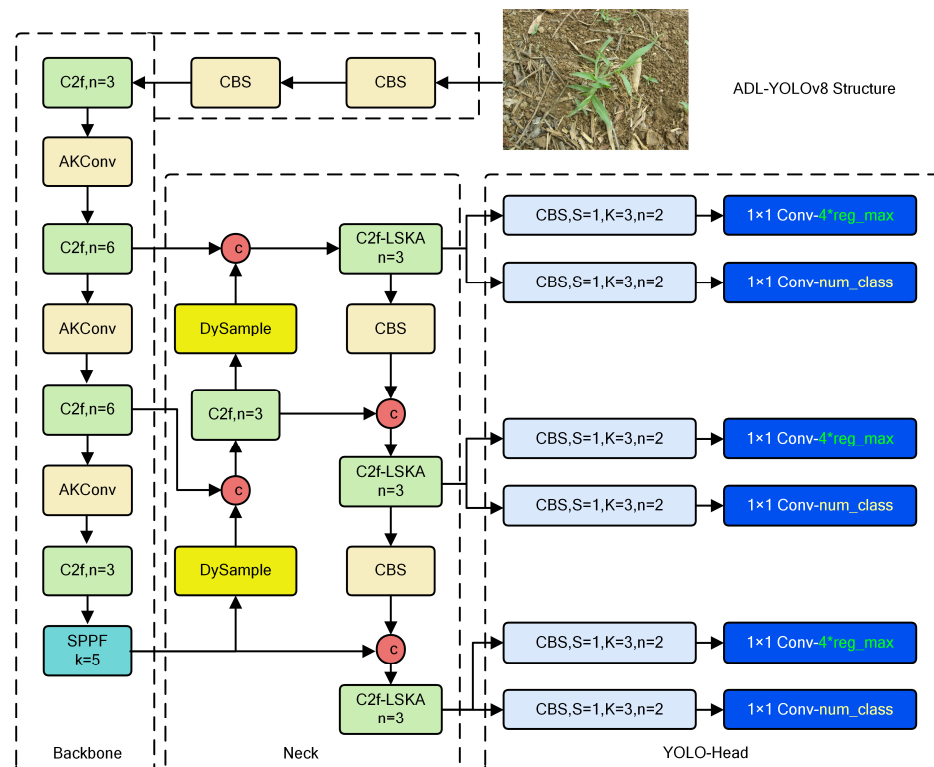 ADL-YOLOv8 Structure
C2f,n=3
CBS
CBS
AKConv
C2f,n=6
AKConv
C2f,n=6
AKConv
C2f,n=3
SPPF
k=5
Backbone
c
DySample
C2f,n=3
c
DySample
C2f-LSKA
n=3
CBS
c
C2f-LSKA
n=3
CBS
c
C2f-LSKA
n=3
Neck
CBS,S=1,K=3,n=2
1×1 Conv-4*reg_max
CBS,S=1,K=3,n=2
1×1 Conv-num_class
CBS,S=1,K=3,n=2
1×1 Conv-4*reg_max
CBS,S=1,K=3,n=2
1×1 Conv-num_class
CBS,S=1,K=3,n=2
1×1 Conv-4*reg_max
CBS,S=1,K=3,n=2
1×1 Conv-num_class
YOLO-Head